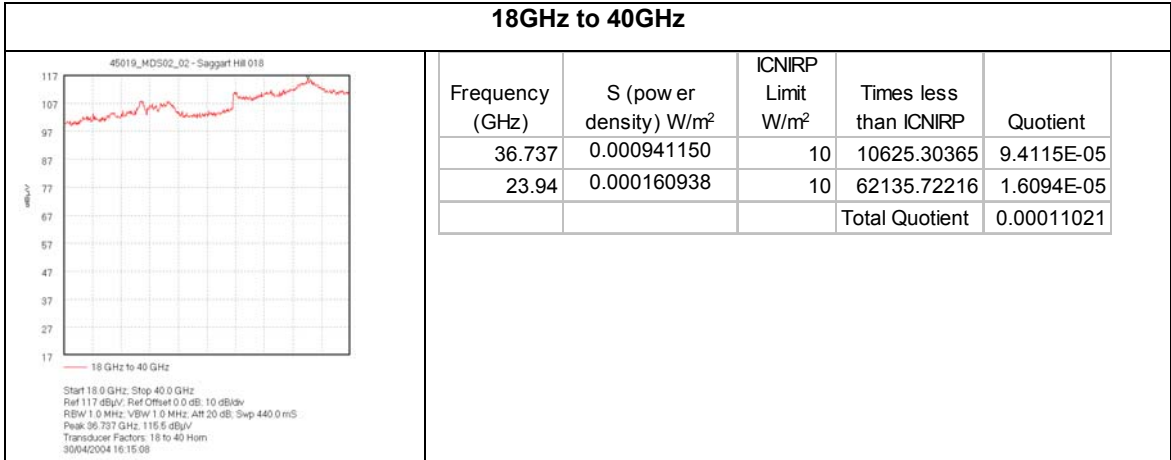 18GHz to 40GHz
45019_MDS02_02 - Saggart Hill 018
117
107
97
87
77
67
57
47
37
27
17
dBµV
18 GHz to 40 GHz
Start 18.0 GHz; Stop 40.0 GHz
Ref 117 dBµV; Ref Offset 0.0 dB; 10 dB/div
RBW 1.0 MHz; VBW 1.0 MHz; Att 20 dB; Swp 440.0 mS
Peak 36.737 GHz, 115.5 dBµV
Transducer Factors: 18 to 40 Horn
30/04/2004 16:15:08
Frequency (GHz) S (pow er density) W/m² ICNIRP Limit W/m² Times less than ICNIRP Quotient
36.737 0.000941150 10 10625.30365 9.4115E-05
23.94 0.000160938 10 62135.72216 1.6094E-05
Total Quotient 0.00011021